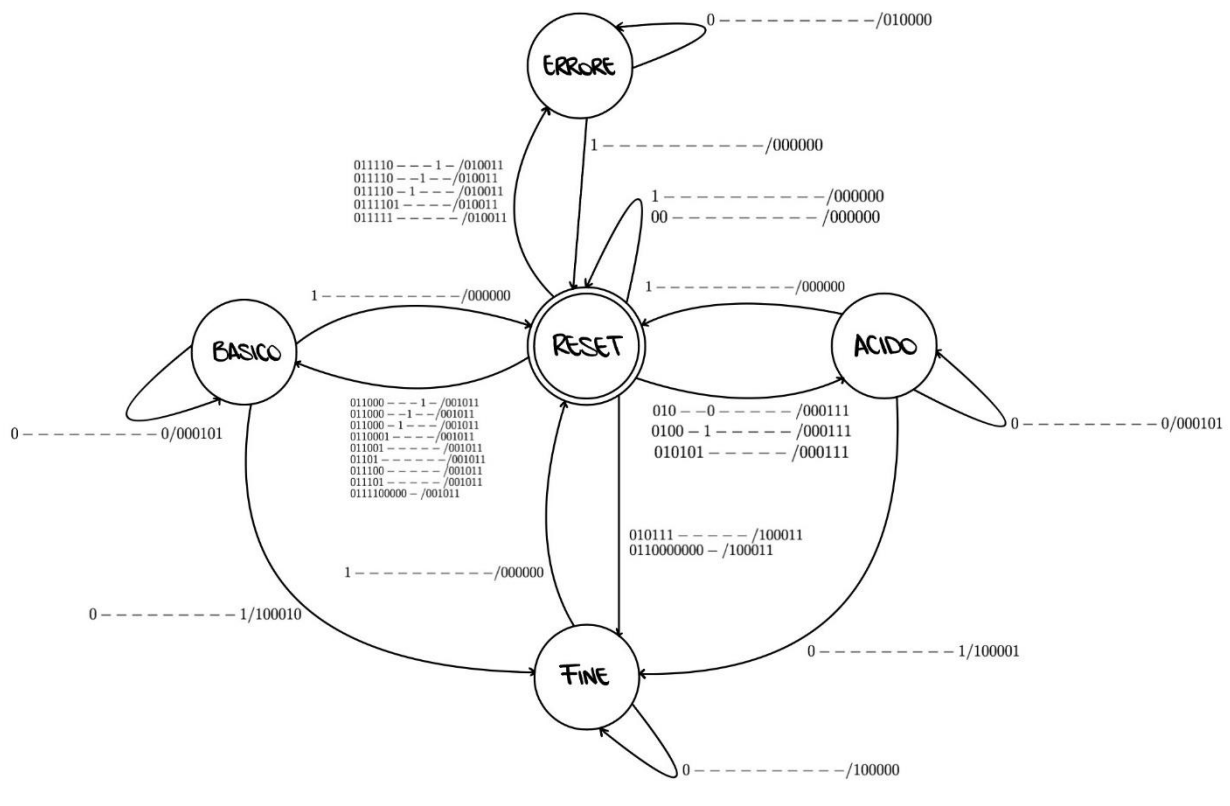 0 – – – – – – – – – – –/010000
ERRORE
1 – – – – – – – – – – –/000000
011110 – – – 1 – /010011
011110 – – 1 – – /010011
011110 – 1 – – – /010011
0111101 – – – – /010011
011111 – – – – – /010011
1 – – – – – – – – – – –/000000
00 – – – – – – – – – – /000000
1 – – – – – – – – – – –/000000
1 – – – – – – – – – – –/000000
BASICO
RESET
ACIDO
011000 – – – 1 – /001011
011000 – – 1 – – /001011
011000 – 1 – – – /001011
0110001 – – – – /001011
011001 – – – – – /001011
01101 – – – – – – /001011
011100 – – – – – /001011
011101 – – – – – /001011
0111100000 – /001011
010 – – 0 – – – – – /000111
0100 – 1 – – – – – /000111
010101 – – – – – /000111
0 – – – – – – – – – – 0/000101
0 – – – – – – – – – – 0/000101
010111 – – – – – /100011
0110000000 – /100011
1 – – – – – – – – – – –/000000
0 – – – – – – – – – – 1/100010
0 – – – – – – – – – – 1/100001
FINE
0 – – – – – – – – – – –/100000